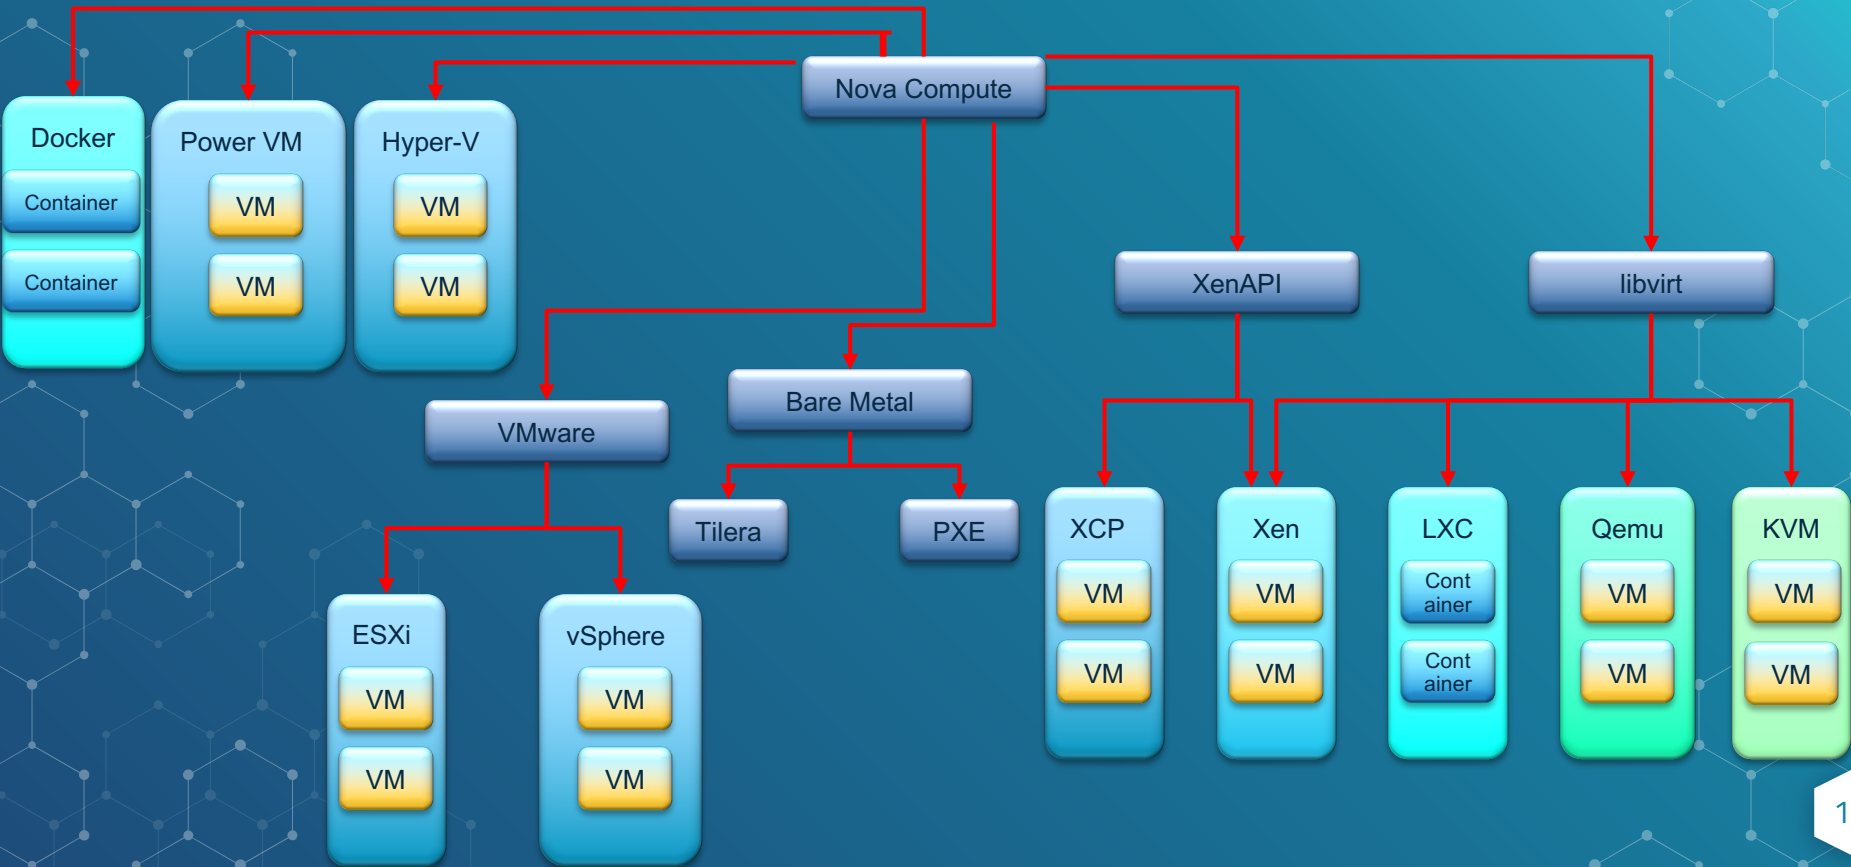 Nova Compute
Docker
Container
Container
Power VM
VM
VM
Hyper-V
VM
VM
XenAPI
libvirt
VMware
Bare Metal
Tilera
PXE
ESXi
VM
VM
vSphere
VM
VM
XCP
VM
VM
Xen
VM
VM
LXC
Cont
ainer
Cont
ainer
Qemu
VM
VM
KVM
VM
VM
1